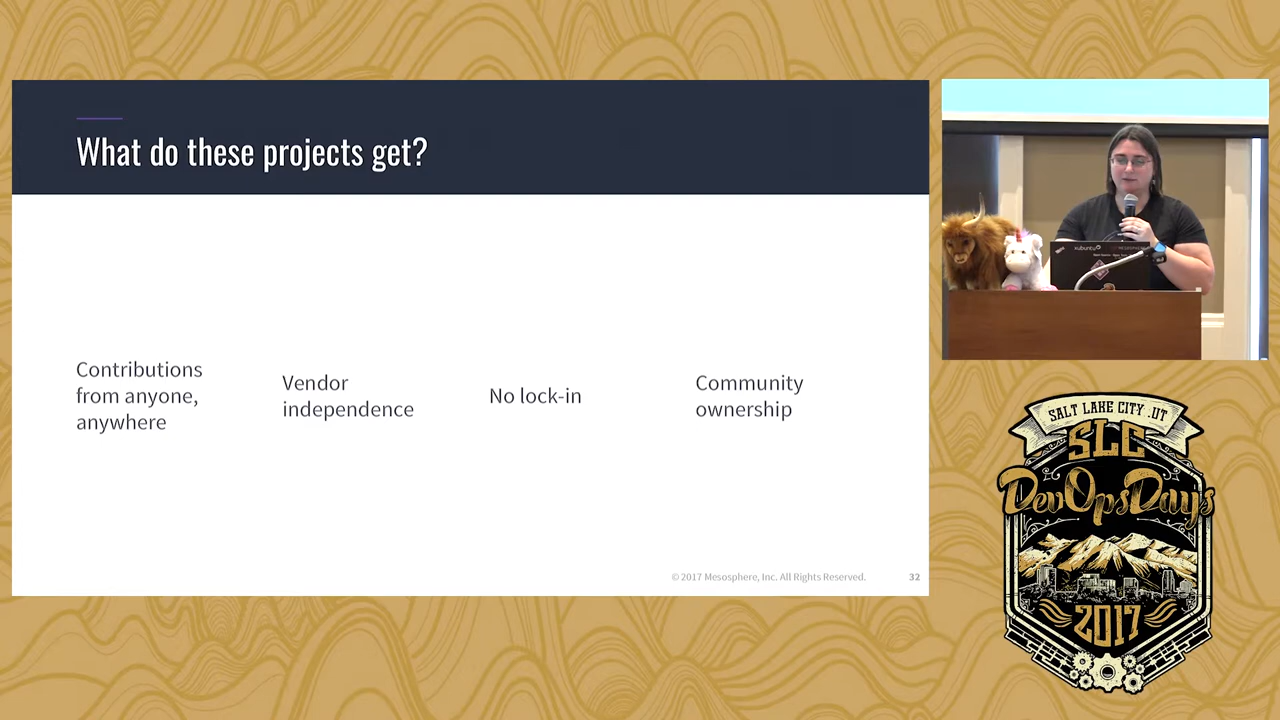 What do these projects get?
Contributions
from anyone,
anywhere
Vendor
independence
No lock-in
Community
ownership
© 2017 Mesosphere, Inc. All Rights Reserved.
32
xubuntu
SALT LAKE CITY .UT
SLC
DevOpsDays
2017